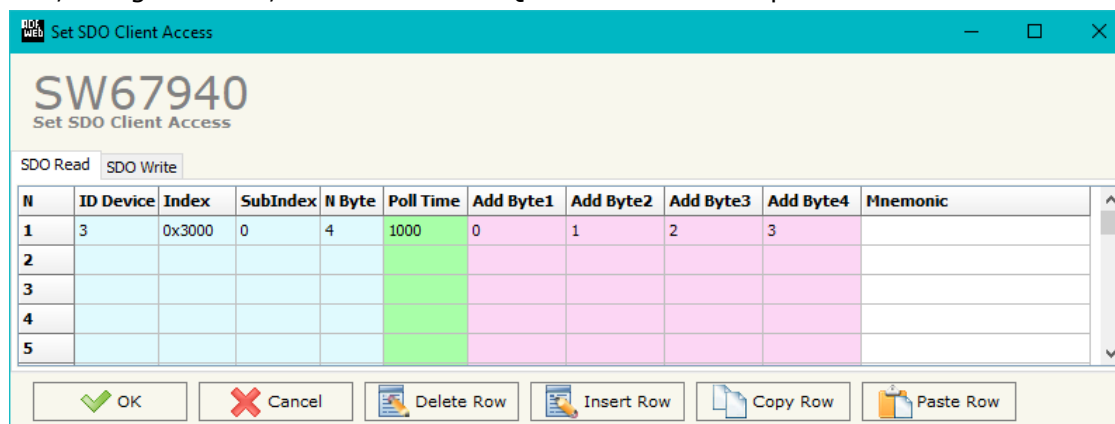 ADF
WEB
Set SDO Client Access
SW67940
Set SDO Client Access
SDO Read SDO Write
N ID Device Index SubIndex N Byte Poll Time Add Byte1 Add Byte2 Add Byte3 Add Byte4 Mnemonic
1 3 0x3000 0 4 1000 0 1 2 3
2
3
4
5
OK Cancel Delete Row Insert Row Copy Row Paste Row